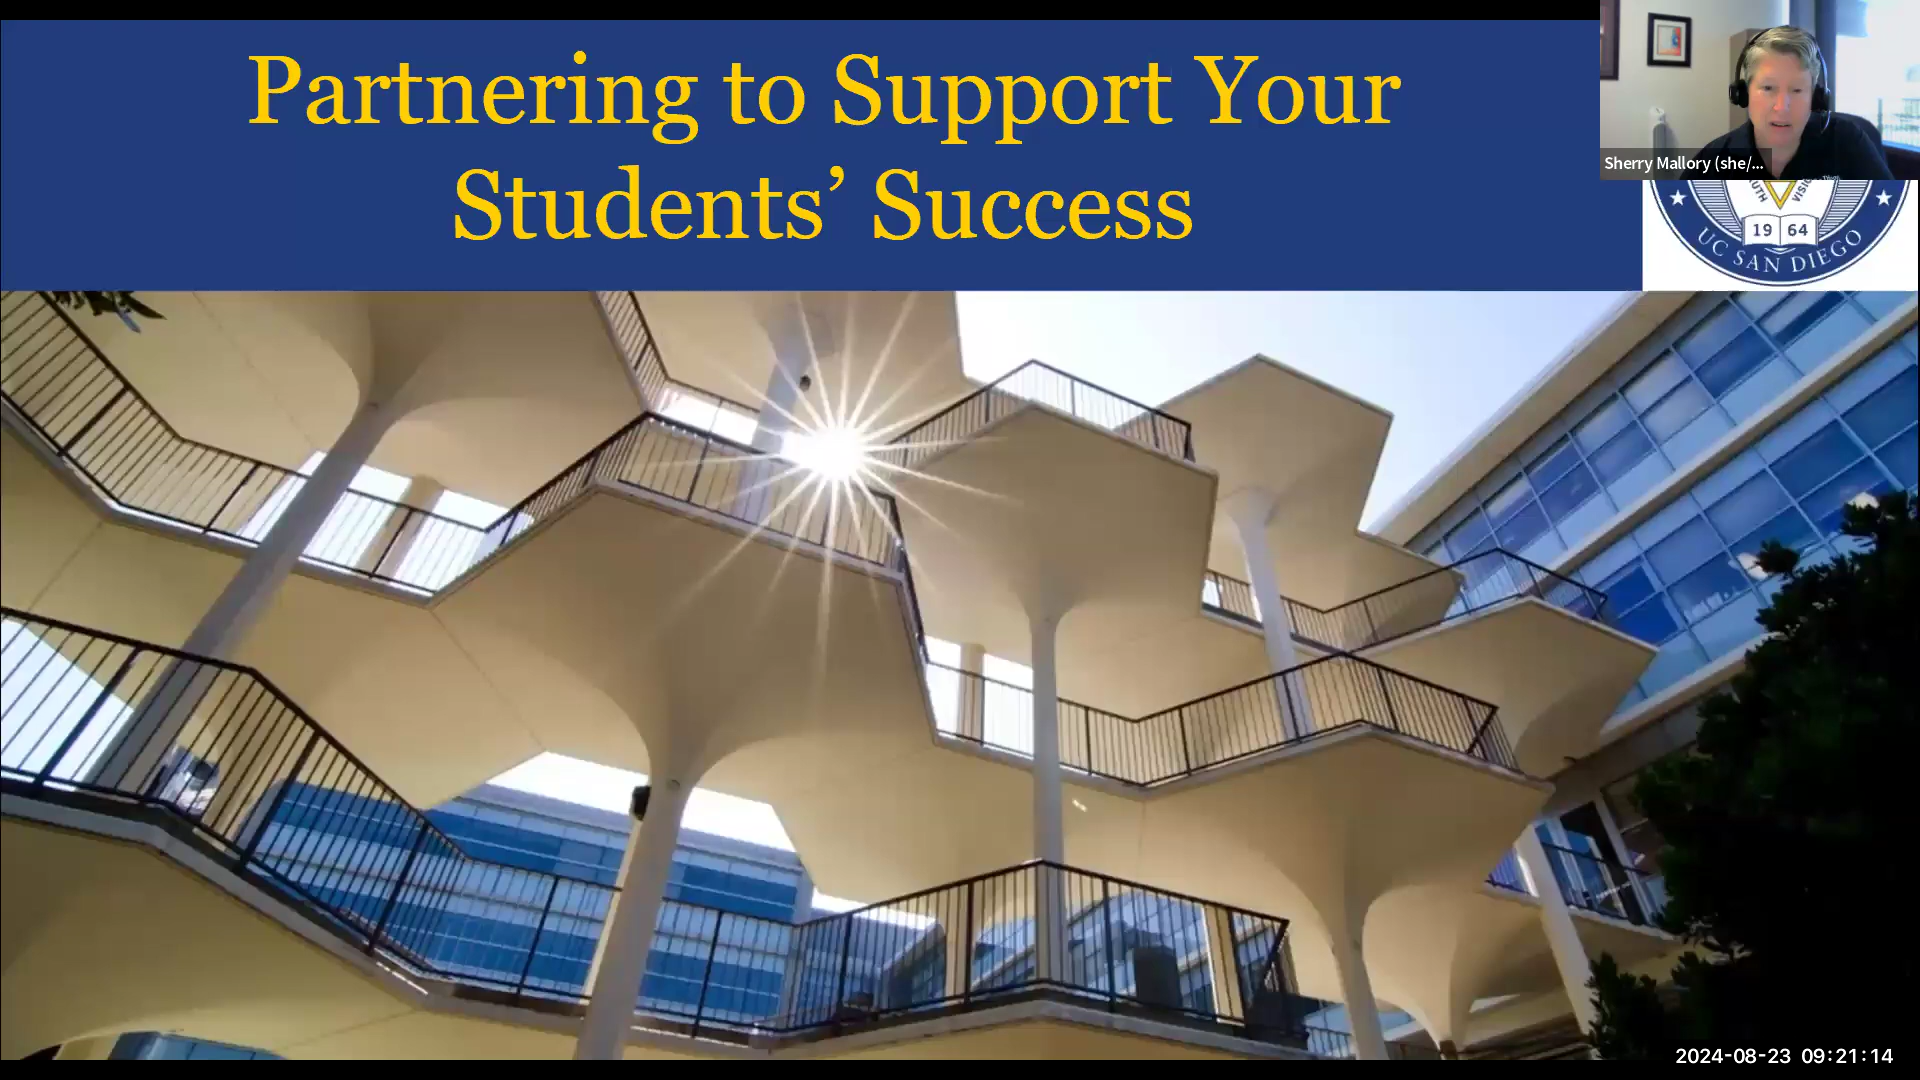 Partnering to Support Your
Students’ Success
Sherry Mallory (she/...
19 64
UC SAN DIEGO
2024-08-23 09:21:14